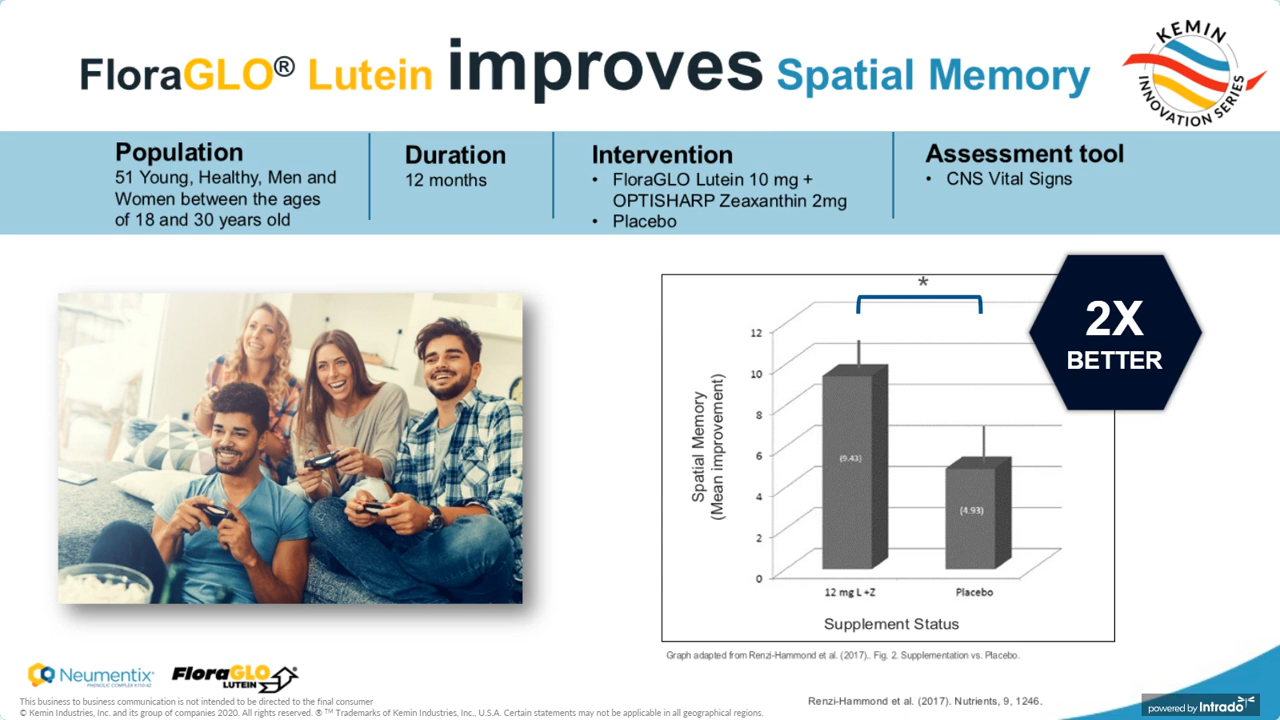 FloraGLO® Lutein improves Spatial Memory
KEMIN
INNOVATION SERIES
Population
51 Young, Healthy, Men and
Women between the ages
of 18 and 30 years old
Duration
12 months
Intervention
• FloraGLO Lutein 10 mg +
OPTISHARP Zeaxanthin 2mg
• Placebo
Assessment tool
• CNS Vital Signs
*
2X
BETTER
Spatial Memory
(Mean improvement)
12
10
8
6
4
2
0
(9.43)
(4.93)
12 mg L +Z
Placebo
Supplement Status
Graph adapted from Renzi-Hammond et al. (2017).. Fig. 2. Supplementation vs. Placebo.
Neumentix®
FloraGLO®
LUTEIN
This business to business communication is not intended to be directed to the final consumer
© Kemin Industries, Inc. and its group of companies 2020. All rights reserved. ® ™ Trademarks of Kemin Industries, Inc., U.S.A. Certain statements may not be applicable in all geographical regions.
Renzi-Hammond et al. (2017). Nutrients, 9, 1246.
powered by Intrado